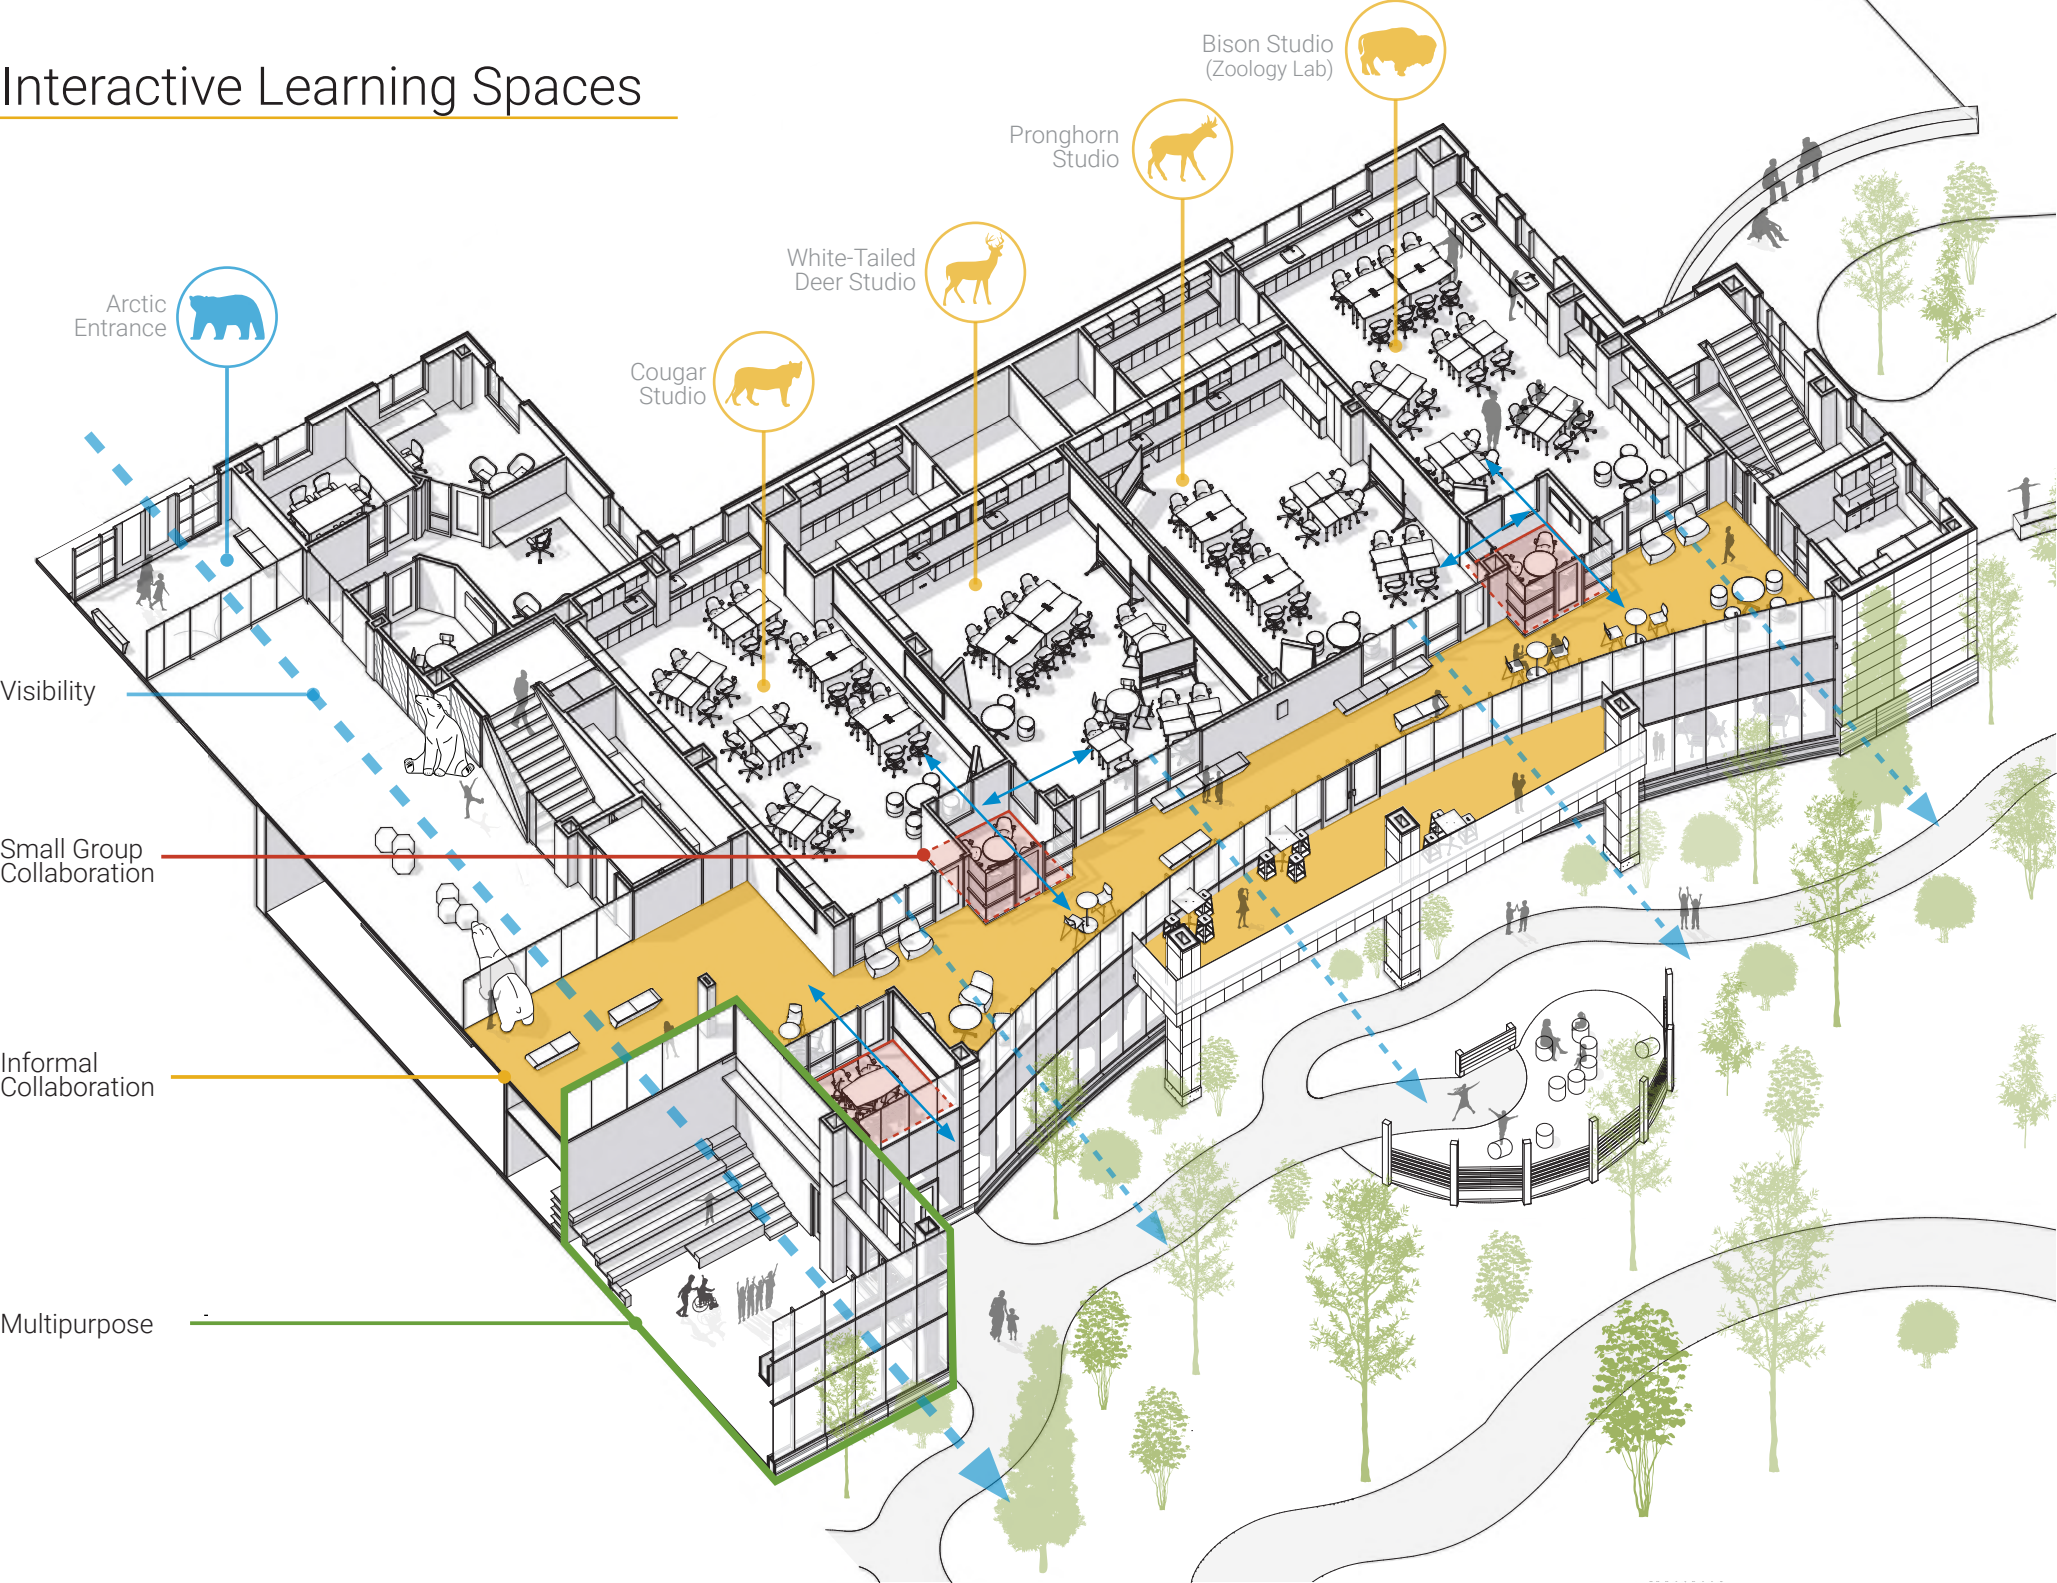 Interactive Learning Spaces
Bison Studio
(Zoology Lab)
Pronghorn
Studio
White-Tailed
Deer Studio
Arctic
Entrance
Cougar
Studio
Visibility
Small Group
Collaboration
Informal
Collaboration
Multipurpose